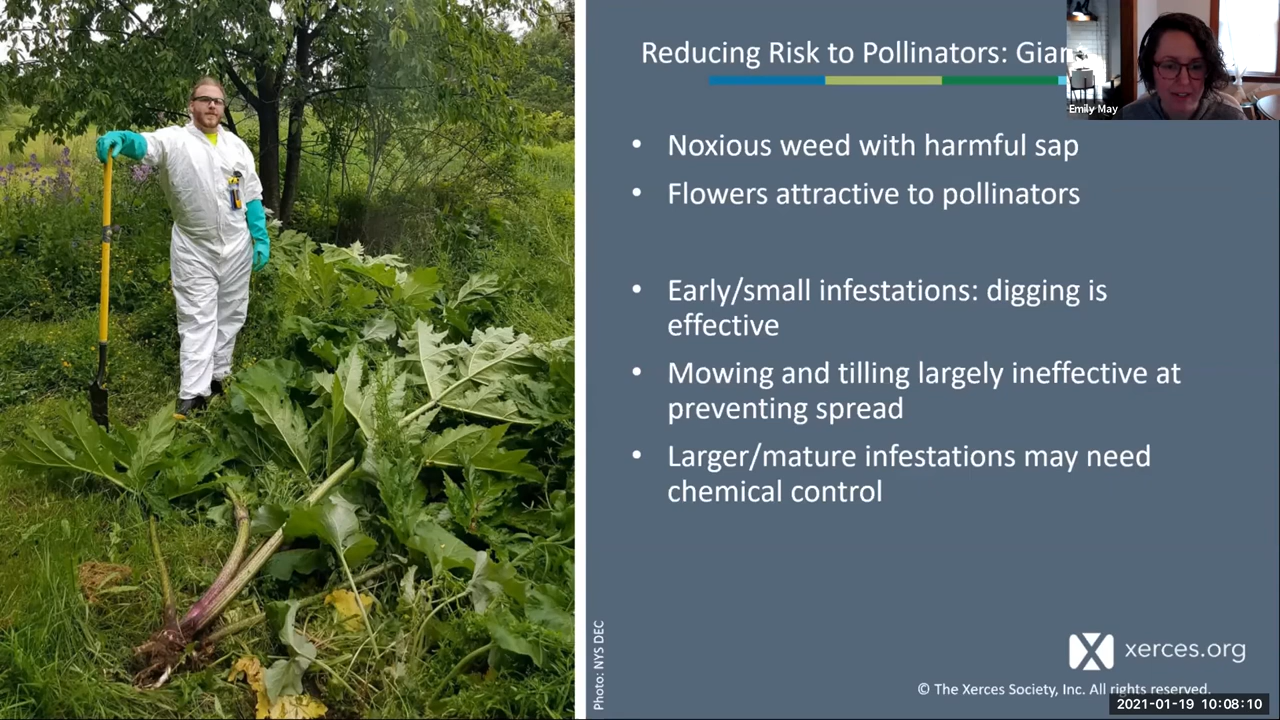 Reducing Risk to Pollinators:
Emily May
• Noxious weed with harmful sap
• Flowers attractive to pollinators
• Early/small infestations: digging is
effective
• Mowing and tilling largely ineffective at
preventing spread
• Larger/mature infestations may need
chemical control
Photo: NYS DEC
xerces.org
© The Xerces Society, Inc. All rights reserved.
2021-01-19 10:08:10